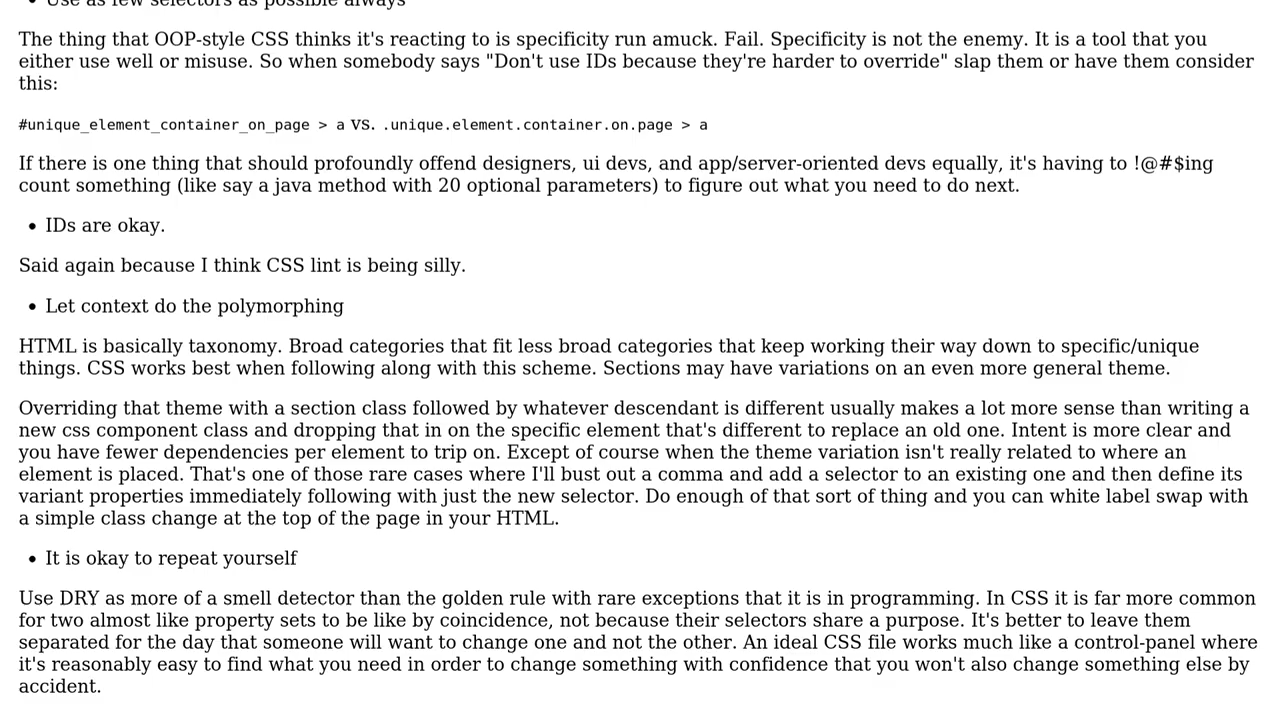 • Use as few selectors as possible always
The thing that OOP-style CSS thinks it's reacting to is specificity run amuck. Fail. Specificity is not the enemy. It is a tool that you
either use well or misuse. So when somebody says "Don't use IDs because they're harder to override" slap them or have them consider
this:
#unique_element_container_on_page > a vs. .unique.element.container.on.page > a
If there is one thing that should profoundly offend designers, ui devs, and app/server-oriented devs equally, it's having to !@#$ing
count something (like say a java method with 20 optional parameters) to figure out what you need to do next.
• IDs are okay.
Said again because I think CSS lint is being silly.
• Let context do the polymorphing
HTML is basically taxonomy. Broad categories that fit less broad categories that keep working their way down to specific/unique
things. CSS works best when following along with this scheme. Sections may have variations on an even more general theme.
Overriding that theme with a section class followed by whatever descendant is different usually makes a lot more sense than writing a
new css component class and dropping that in on the specific element that's different to replace an old one. Intent is more clear and
you have fewer dependencies per element to trip on. Except of course when the theme variation isn't really related to where an
element is placed. That's one of those rare cases where I'll bust out a comma and add a selector to an existing one and then define its
variant properties immediately following with just the new selector. Do enough of that sort of thing and you can white label swap with
a simple class change at the top of the page in your HTML.
• It is okay to repeat yourself
Use DRY as more of a smell detector than the golden rule with rare exceptions that it is in programming. In CSS it is far more common
for two almost like property sets to be like by coincidence, not because their selectors share a purpose. It's better to leave them
separated for the day that someone will want to change one and not the other. An ideal CSS file works much like a control-panel where
it's reasonably easy to find what you need in order to change something with confidence that you won't also change something else by
accident.